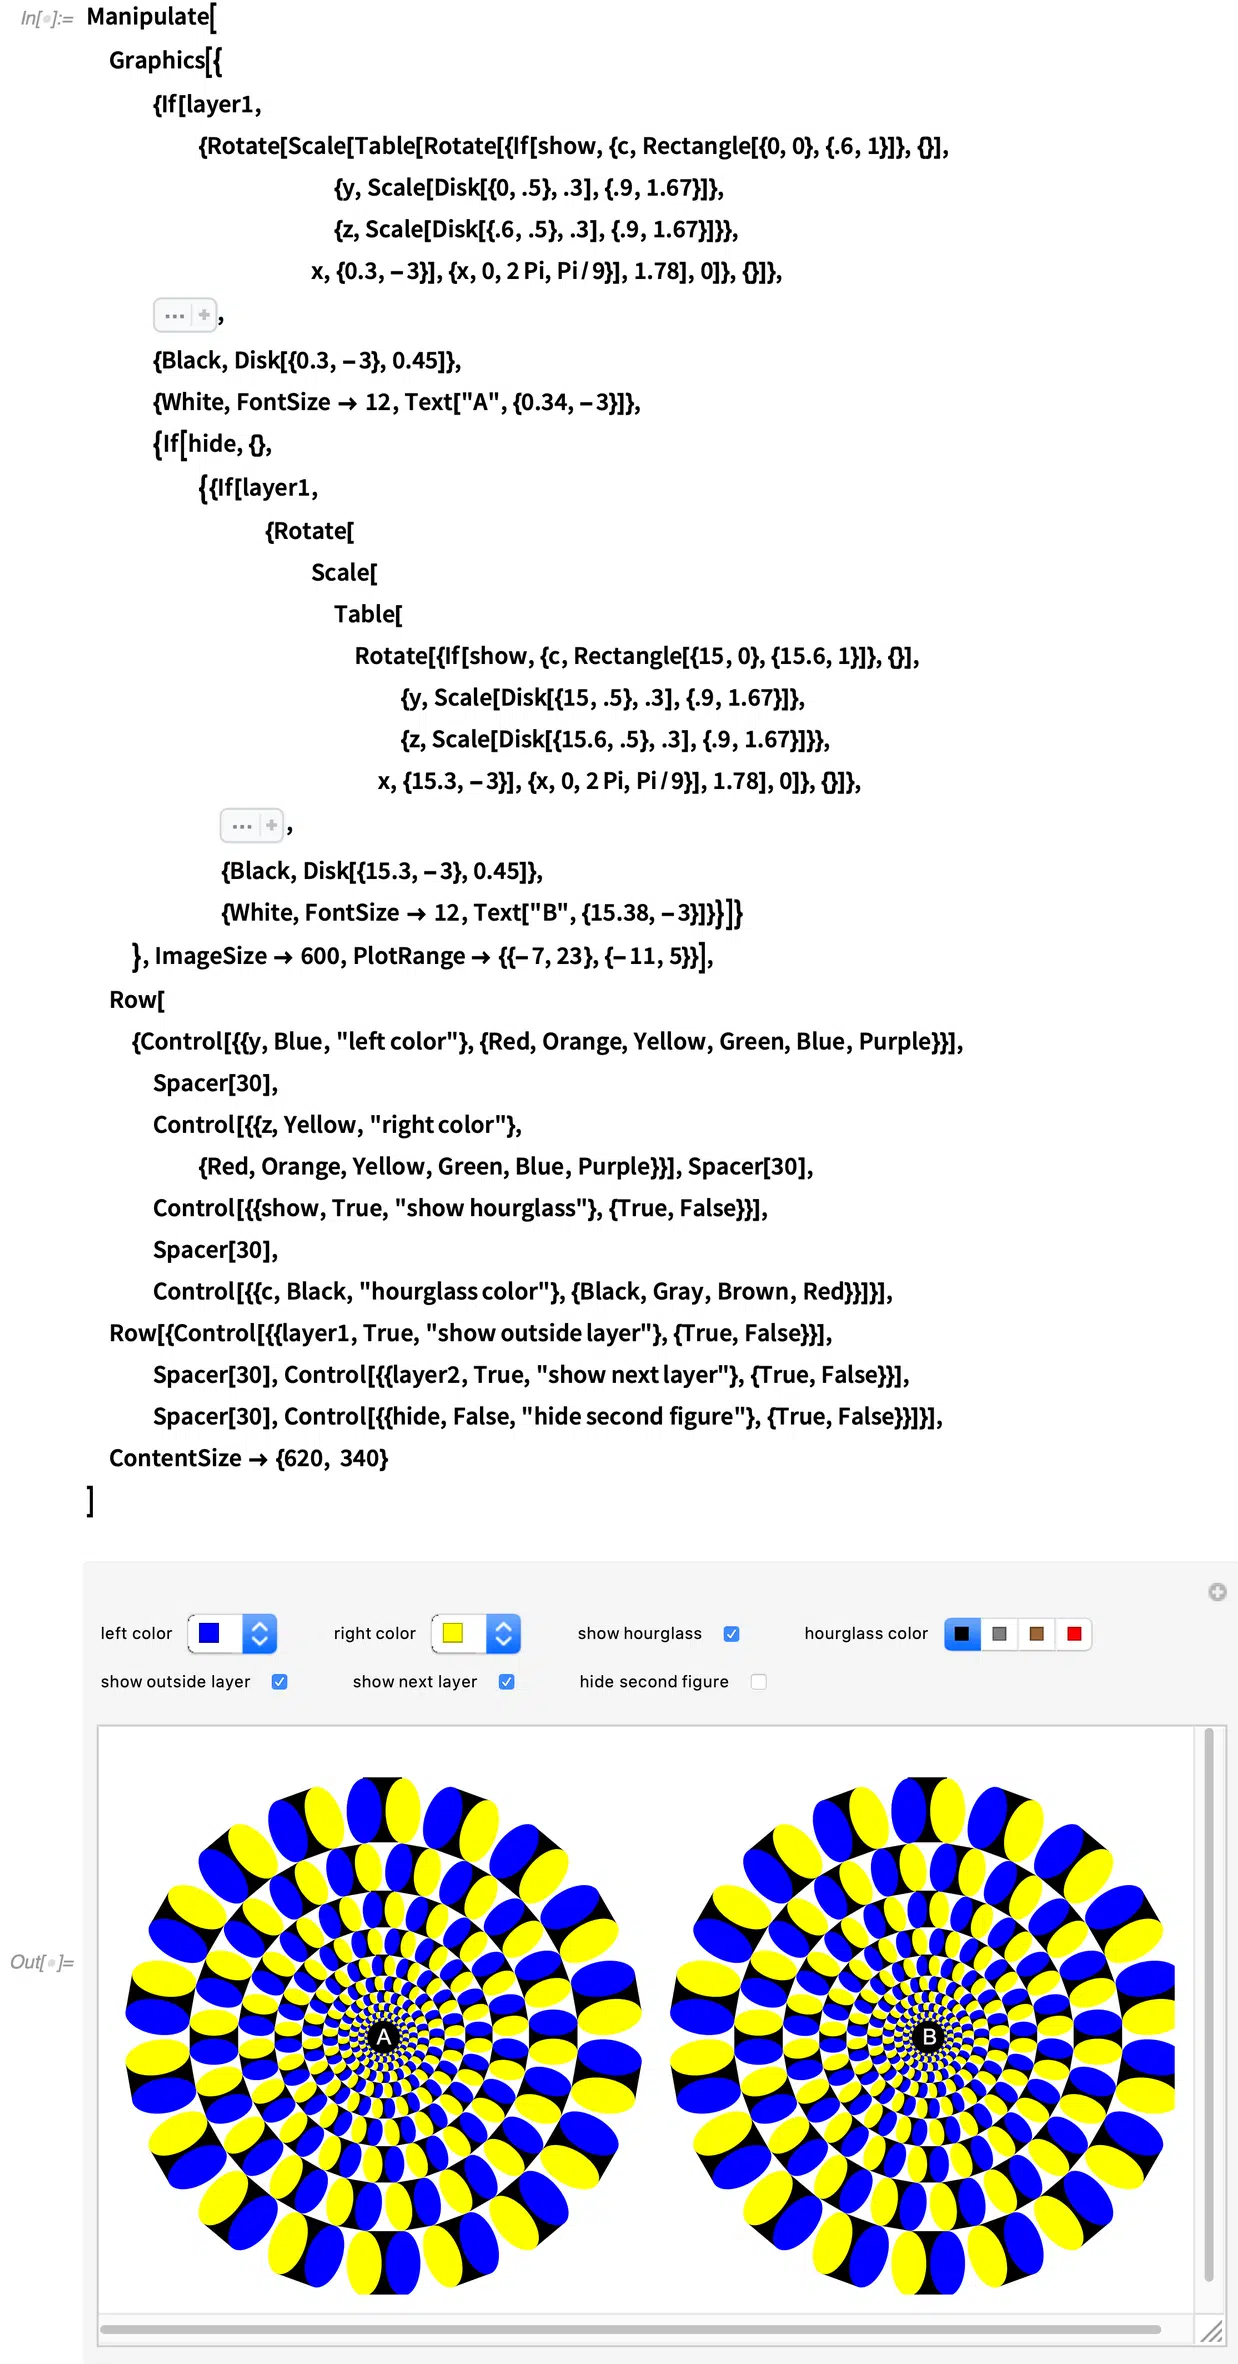 In[•]:= Manipulate[
Graphics[{
{If[layer1,
{Rotate[Scale[Table[Rotate[{If[show, {c, Rectangle[{0, 0}, {.6, 1}]}, {}],
{y, Scale[Disk[{0, .5}, .3], {.9, 1.67}]},
{z, Scale[Disk[{.6, .5}, .3], {.9, 1.67}]}},
x, {0.3, -3}], {x, 0, 2 Pi, Pi/9}], 1.78], 0]}, {}]},
... + ,
{Black, Disk[{0.3, -3}, 0.45]},
{White, FontSize → 12, Text["A", {0.34, -3}]},
{If[hide, {},
{{If[layer1,
{Rotate[
Scale[
Table[
Rotate[{If[show, {c, Rectangle[{15, 0}, {15.6, 1}]}, {}],
{y, Scale[Disk[{15, .5}, .3], {.9, 1.67}]},
{z, Scale[Disk[{15.6, .5}, .3], {.9, 1.67}]}},
x, {15.3, -3}], {x, 0, 2 Pi, Pi/9}], 1.78], 0]}, {}]},
... + ,
{Black, Disk[{15.3, -3}, 0.45]},
{White, FontSize → 12, Text["B", {15.38, -3}]}}]}
}, ImageSize → 600, PlotRange → {{-7, 23}, {-11, 5}}],
Row[
{Control[{{y, Blue, "left color"}, {Red, Orange, Yellow, Green, Blue, Purple}}],
Spacer[30],
Control[{{z, Yellow, "right color"},
{Red, Orange, Yellow, Green, Blue, Purple}}], Spacer[30],
Control[{{show, True, "show hourglass"}, {True, False}}],
Spacer[30],
Control[{{c, Black, "hourglass color"}, {Black, Gray, Brown, Red}}]}],
Row[{Control[{{layer1, True, "show outside layer"}, {True, False}}],
Spacer[30], Control[{{layer2, True, "show next layer"}, {True, False}}],
Spacer[30], Control[{{hide, False, "hide second figure"}, {True, False}}]}],
ContentSize → {620, 340}
]
left color right color show hourglass hourglass color
show outside layer show next layer hide second figure
Out[•]=
A B